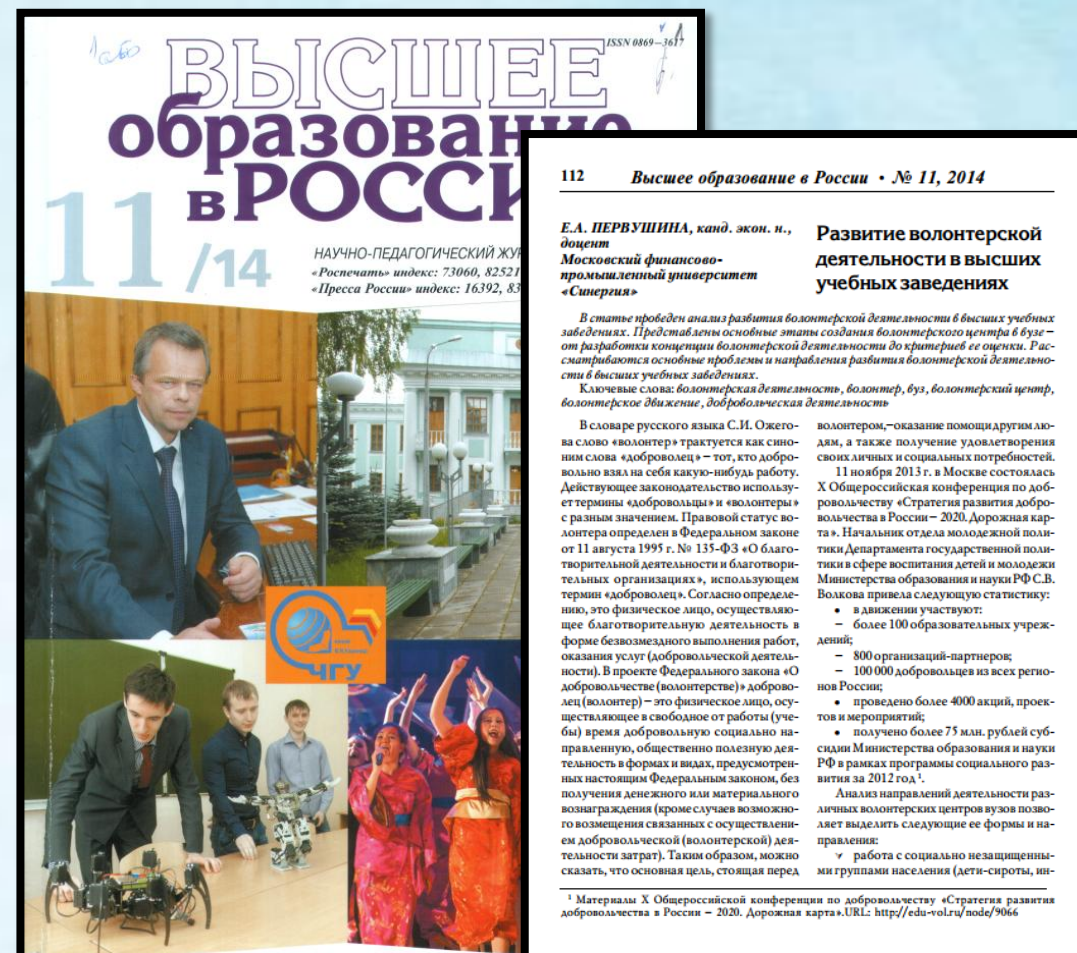 1 обо
ISSN 0869–3617
ВЫСШЕЕ
образование
в РОССИ
11 /14
НАУЧНО-ПЕДАГОГИЧЕСКИЙ ЖУР
«Роспечать» индекс: 73060, 82521
«Пресса России» индекс: 16392, 83
ЧГУ
112 Высшее образование в России • № 11, 2014
Е.А. ПЕРВУШИНА, канд. экон. н.,
доцент
Московский финансово-
промышленный университет
«Синергия»
Развитие волонтерской
деятельности в высших
учебных заведениях
В статье проведен анализ развития волонтерской деятельности в высших учебных
заведениях. Представлены основные этапы создания волонтерского центра в вузе –
от разработки концепции волонтерской деятельности до критериев ее оценки. Рас-
сматриваются основные проблемы и направления развития волонтерской деятельно-
сти в высших учебных заведениях.
Ключевые слова: волонтерская деятельность, волонтер, вуз, волонтерский центр,
волонтерское движение, добровольческая деятельность
В словаре русского языка С.И. Ожего-
ва слово «волонтер» трактуется как сино-
ним слова «доброволец» – тот, кто добро-
вольно взял на себя какую-нибудь работу.
Действующее законодательство использу-
ет термины «добровольцы» и «волонтеры»
с разным значением. Правовой статус во-
лонтера определен в Федеральном законе
от 11 августа 1995 г. № 135-ФЗ «О благо-
творительной деятельности и благотвори-
тельных организациях», использующем
термин «доброволец». Согласно определе-
нию, это физическое лицо, осуществляю-
щее благотворительную деятельность в
форме безвозмездного выполнения работ,
оказания услуг (добровольческой деятель-
ности). В проекте Федерального закона «О
добровольчестве (волонтерстве)» доброво-
лец (волонтер) – это физическое лицо, осу-
ществляющее в свободное от работы (уче-
бы) время добровольную социально на-
правленную, общественно полезную дея-
тельность в формах и видах, предусмотрен-
ных настоящим Федеральным законом, без
получения денежного или материального
вознаграждения (кроме случаев возможно-
го возмещения связанных с осуществлени-
ем добровольческой (волонтерской) дея-
тельности затрат). Таким образом, можно
сказать, что основная цель, стоящая перед
волонтером,–оказание помощи другим лю-
дям, а также получение удовлетворения
своих личных и социальных потребностей.
11 ноября 2013 г. в Москве состоялась
X Общероссийская конференция по доб-
ровольчеству «Стратегия развития добро-
вольчества в России – 2020. Дорожная кар-
та». Начальник отдела молодежной поли-
тики Департамента государственной поли-
тики в сфере воспитания детей и молодежи
Министерства образования и науки РФ С.В.
Волкова привела следующую статистику:
• в движении участвуют:
– более 100 образовательных учреж-
дений;
– 800 организаций-партнеров;
– 100 000 добровольцев из всех регио-
нов России;
• проведено более 4000 акций, проек-
тов и мероприятий;
• получено более 75 млн. рублей суб-
сидии Министерства образования и науки
РФ в рамках программы социального раз-
вития за 2012 год ¹.
Анализ направлений деятельности раз-
личных волонтерских центров вузов позво-
ляет выделить следующие ее формы и на-
правления:
работа с социально незащищенны-
ми группами населения (дети-сироты, ин-
¹ Материалы X Общероссийской конференции по добровольчеству «Стратегия развития
добровольчества в России – 2020. Дорожная карта».URL: http://edu-vol.ru/node/9066